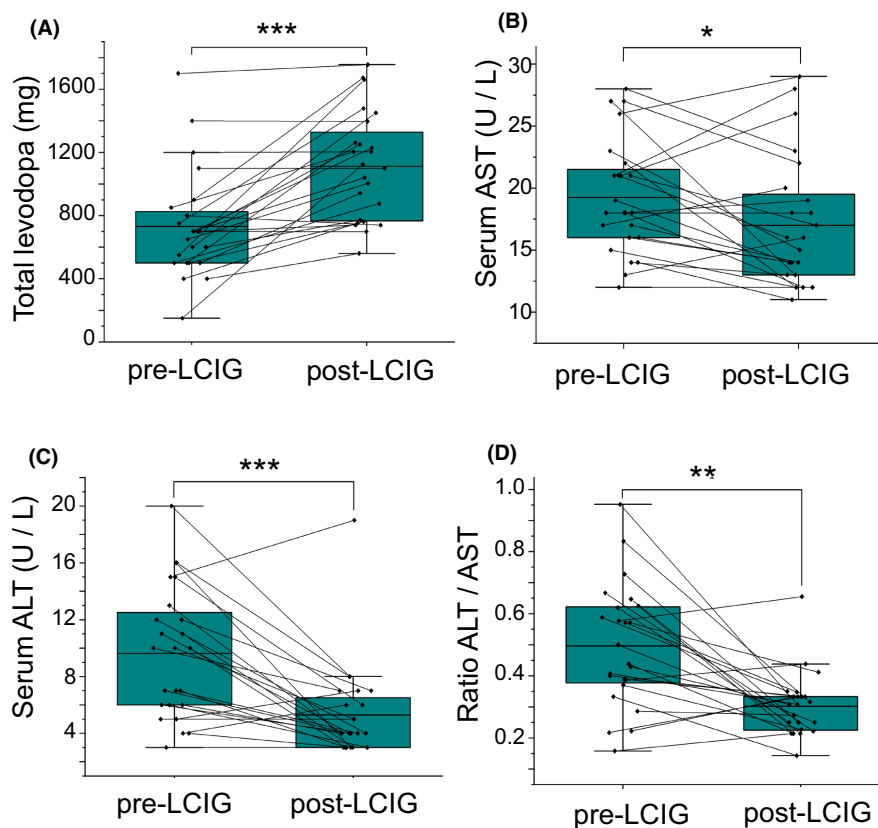 (A)
***
Total levodopa (mg)
1600
1200
800
400
0
pre-LCIG
post-LCIG
(B)
*
Serum AST (U / L)
30
25
20
15
10
pre-LCIG
post-LCIG
(C)
***
Serum ALT (U / L)
20
16
12
8
4
pre-LCIG
post-LCIG
(D)
**
Ratio ALT / AST
1.0
0.8
0.6
0.4
0.2
pre-LCIG
post-LCIG